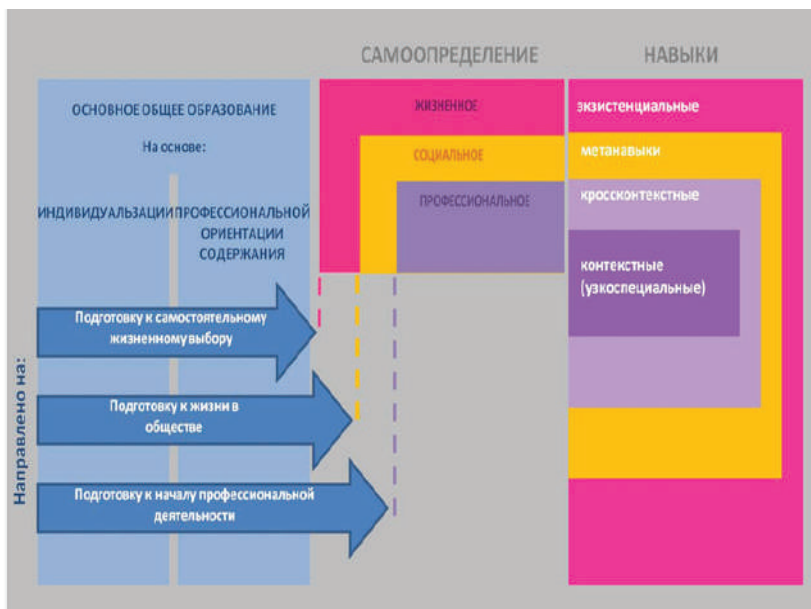 САМООПРЕДЕЛЕНИЕ
НАВЫКИ
ОСНОВНОЕ ОБЩЕЕ ОБРАЗОВАНИЕ
На основе:
ИНДИВИДУАЛЬЗАЦИИ
ПРОФЕССИОНАЛЬНОЙ
ОРИЕНТАЦИИ
СОДЕРЖАНИЯ
ЖИЗНЕННОЕ
СОЦИАЛЬНОЕ
ПРОФЕССИОНАЛЬНОЕ
экзистенциальные
метанавыки
кроссконтекстные
контекстные
(узкоспециальные)
Направлено на:
Подготовку к самостоятельному
жизненному выбору
Подготовку к жизни в
обществе
Подготовку к началу профессиональной
деятельности